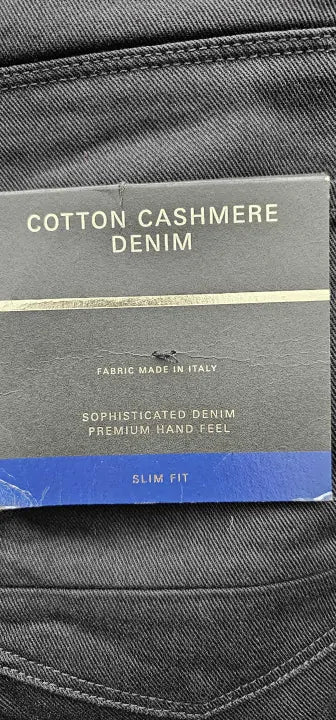 COTTON CASHMERE
DENIM
FABRIC MADE IN ITALY
SOPHISTICATED DENIM
PREMIUM HAND FEEL
SLIM FIT